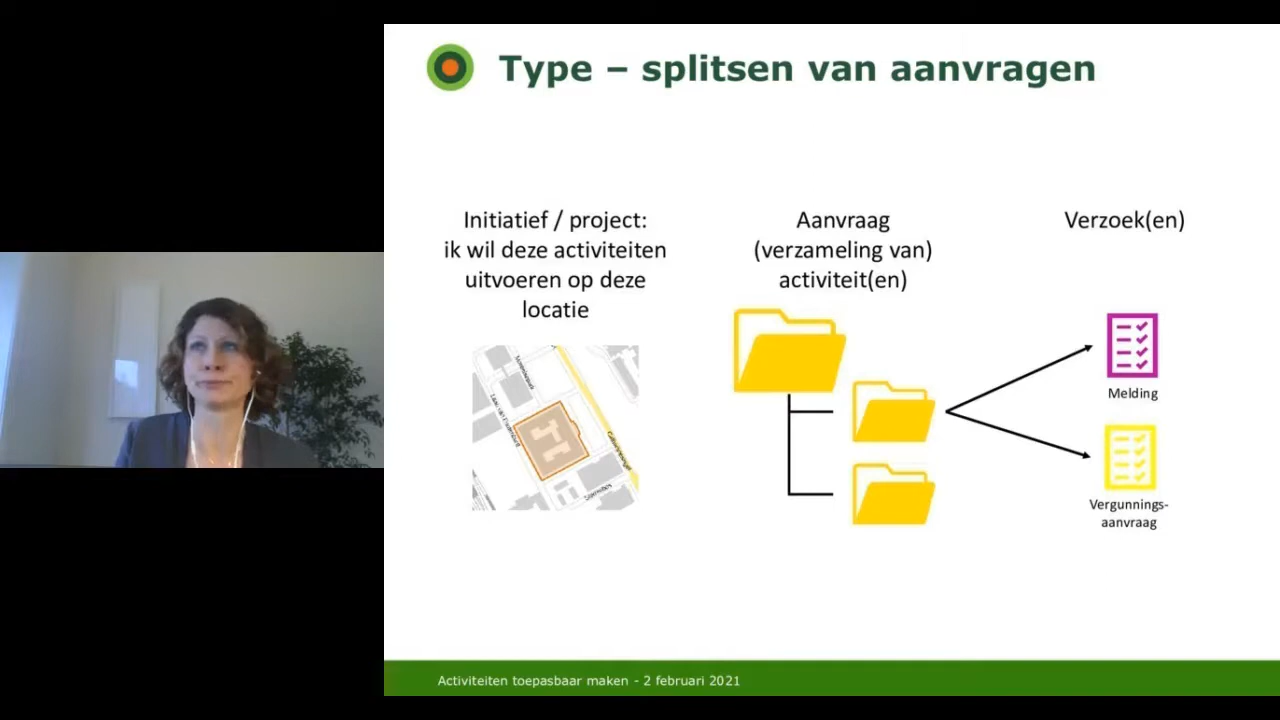 Type – splitsen van aanvragen
Initiatief / project:
ik wil deze activiteiten
uitvoeren op deze
locatie
Aanvraag
(verzameling van)
activiteit(en)
Verzoek(en)
Melding
Vergunnings-
aanvraag
Activiteiten toepasbaar maken - 2 februari 2021